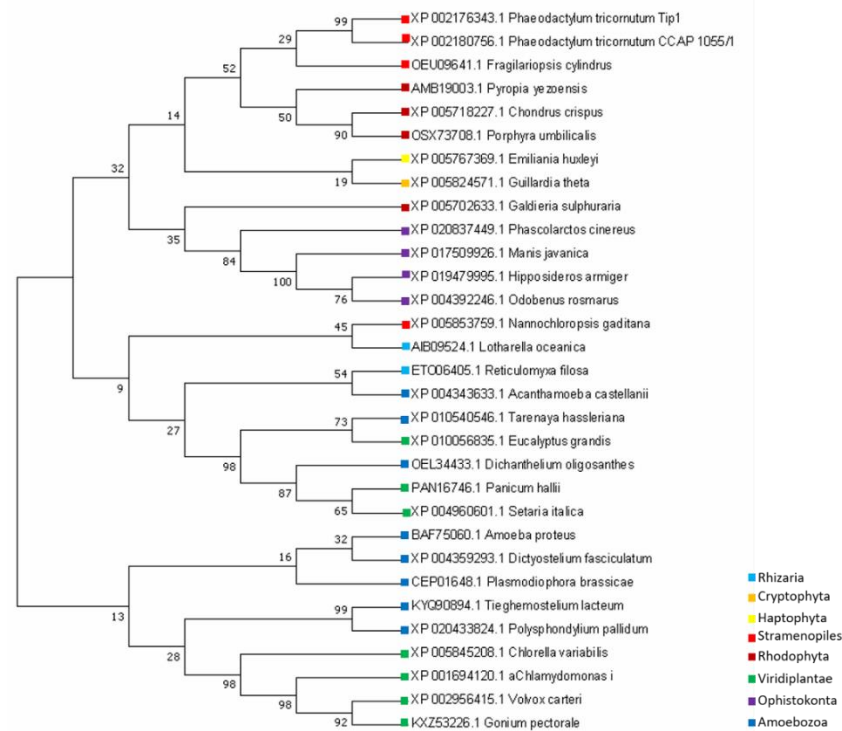 99
XP 002176343.1 Phaeodactylum tricornutum Tip1
29
XP 002180756.1 Phaeodactylum tricornutum CCAP 1055/1
52
OEU09641.1 Fragilariopsis cylindrus
AMB19003.1 Pyropia yezoensis
14
50
XP 005718227.1 Chondrus crispus
90
OSX73708.1 Porphyra umbilicalis
32
XP 005767369.1 Emiliania huxleyi
19
XP 005824571.1 Guillardia theta
XP 005702633.1 Galdieria sulphuraria
35
XP 020837449.1 Phascolarctos cinereus
84
XP 017509926.1 Manis javanica
100
XP 019479995.1 Hipposideros armiger
76
XP 004392246.1 Odobenus rosmarus
45
XP 005853759.1 Nannochloropsis gaditana
9
AIB09524.1 Lotharella oceanica
54
ETO06405.1 Reticulomyxa filosa
27
XP 004343633.1 Acanthamoeba castellanii
73
XP 010540546.1 Tarenaya hassleriana
98
XP 010056835.1 Eucalyptus grandis
87
OEL34433.1 Dichanthelium oligosanthes
PAN16746.1 Panicum hallii
65
XP 004960601.1 Setaria italica
32
BAF75060.1 Amoeba proteus
16
XP 004359293.1 Dictyostelium fasciculatum
CEP01648.1 Plasmodiophora brassicae
13
99
KYQ90894.1 Tieghemostelium lacteum
28
XP 020433824.1 Polysphondylium pallidum
98
XP 005845208.1 Chlorella variabilis
98
XP 001694120.1 aChlamydomonas i
XP 002956415.1 Volvox carteri
92
KXZ53226.1 Gonium pectorale
Rhizaria
Cryptophyta
Haptophyta
Stramenopiles
Rhodophyta
Viridiplantae
Ophistokonta
Amoebozoa